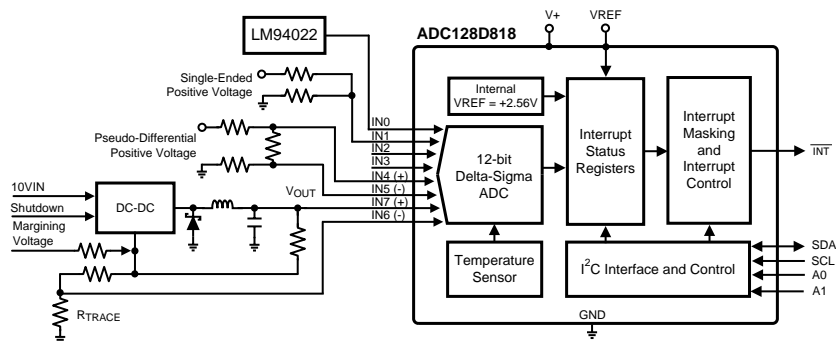 V+
VREF
LM94022
ADC128D818
Single-Ended
Positive Voltage
Internal
VREF = +2.56V
Pseudo-Differential
Positive Voltage
IN0
IN1
IN2
IN3
IN4 (+)
IN5 (-)
IN7 (+)
IN6 (-)
12-bit
Delta-Sigma
ADC
Interrupt
Status
Registers
Interrupt
Masking
and
Interrupt
Control
INT
10VIN
Shutdown
Margining
Voltage
DC-DC
VOUT
Temperature
Sensor
I2C Interface and Control
SDA
SCL
A0
A1
RTRACE
GND